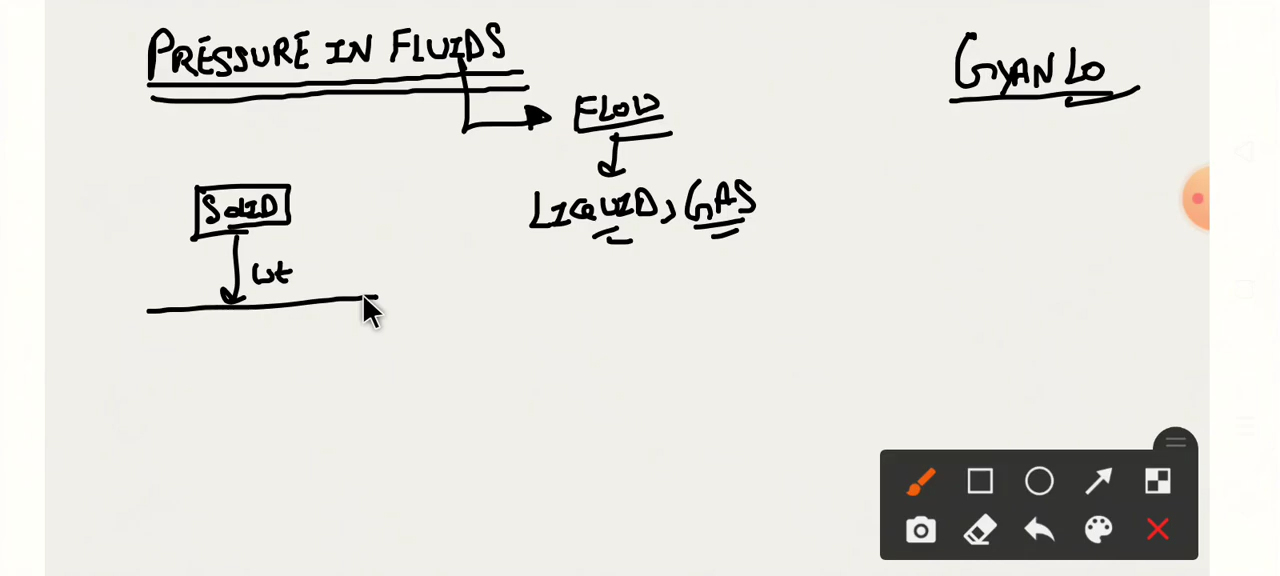 PRESSURE IN FLUIDS
GYAN LO
FLOW
SOLID
LIQUID, GAS
wt